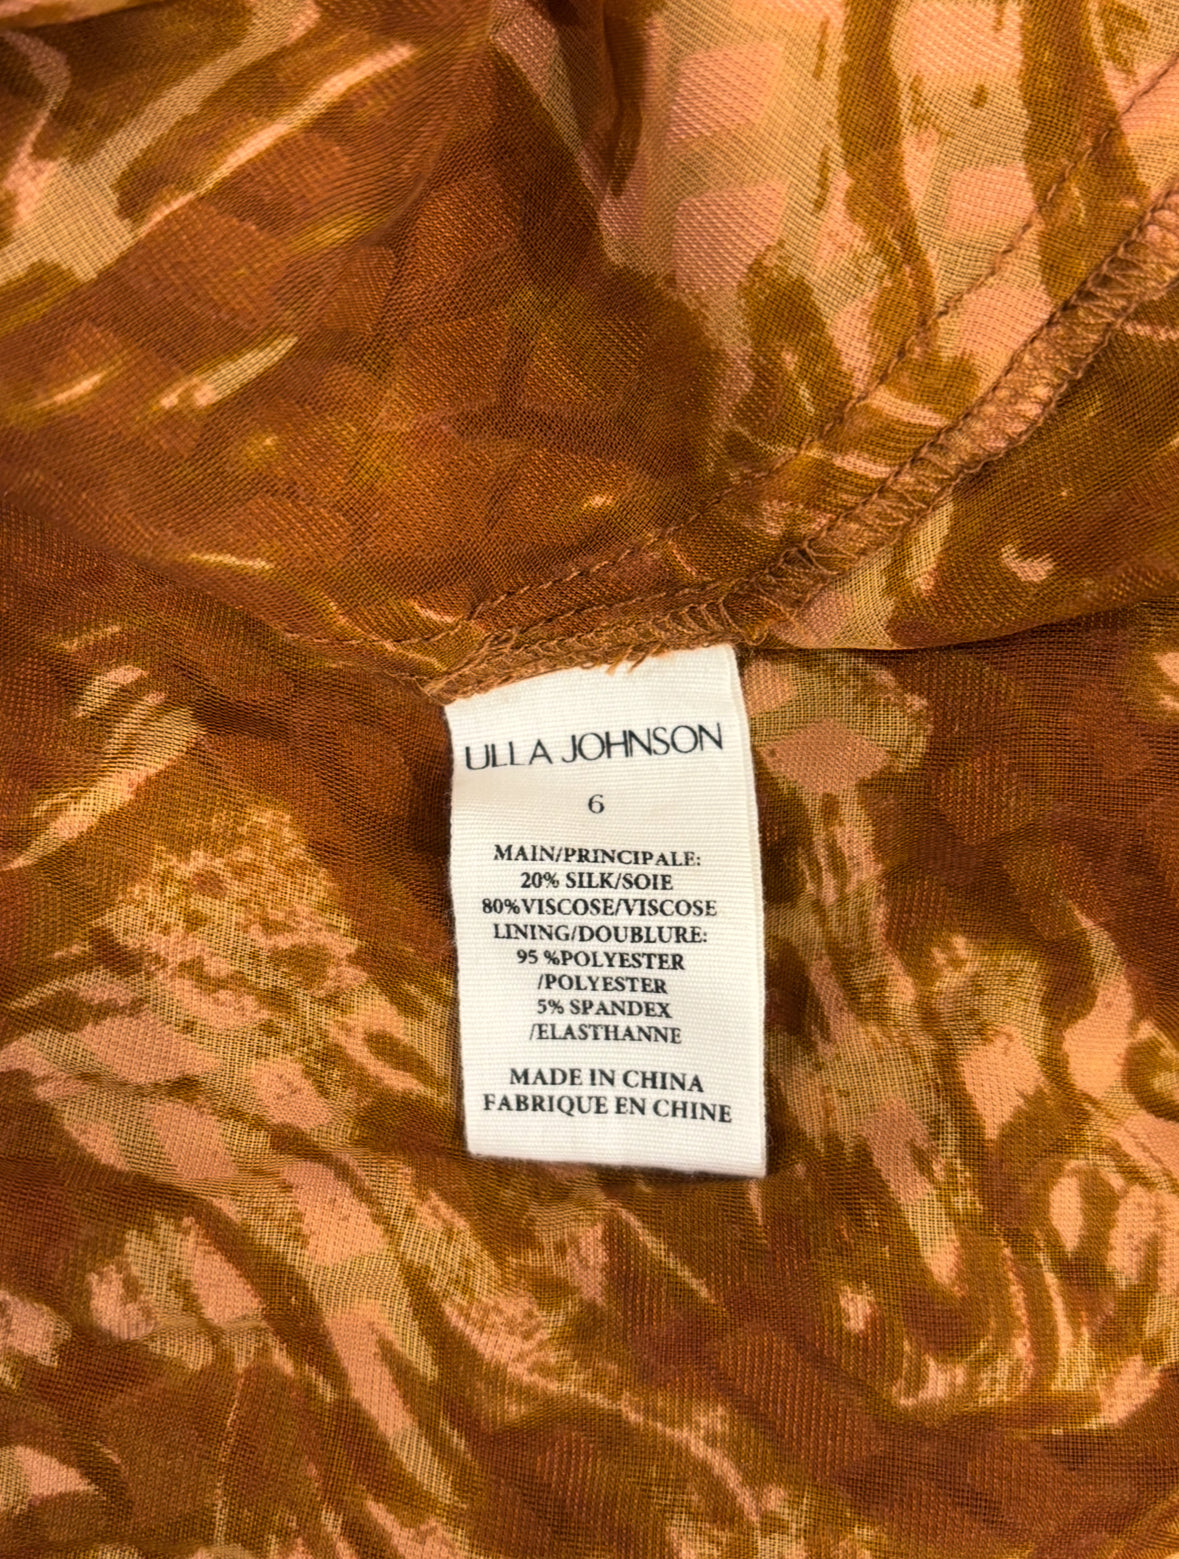 ULLA JOHNSON
6
MAIN/PRINCIPALE:
20% SILK/SOIE
80%VISCOSE/VISCOSE
LINING/DOUBLURE:
95 %POLYESTER
/POLYESTER
5% SPANDEX
/ELASTHANNE
MADE IN CHINA
FABRIQUE EN CHINE